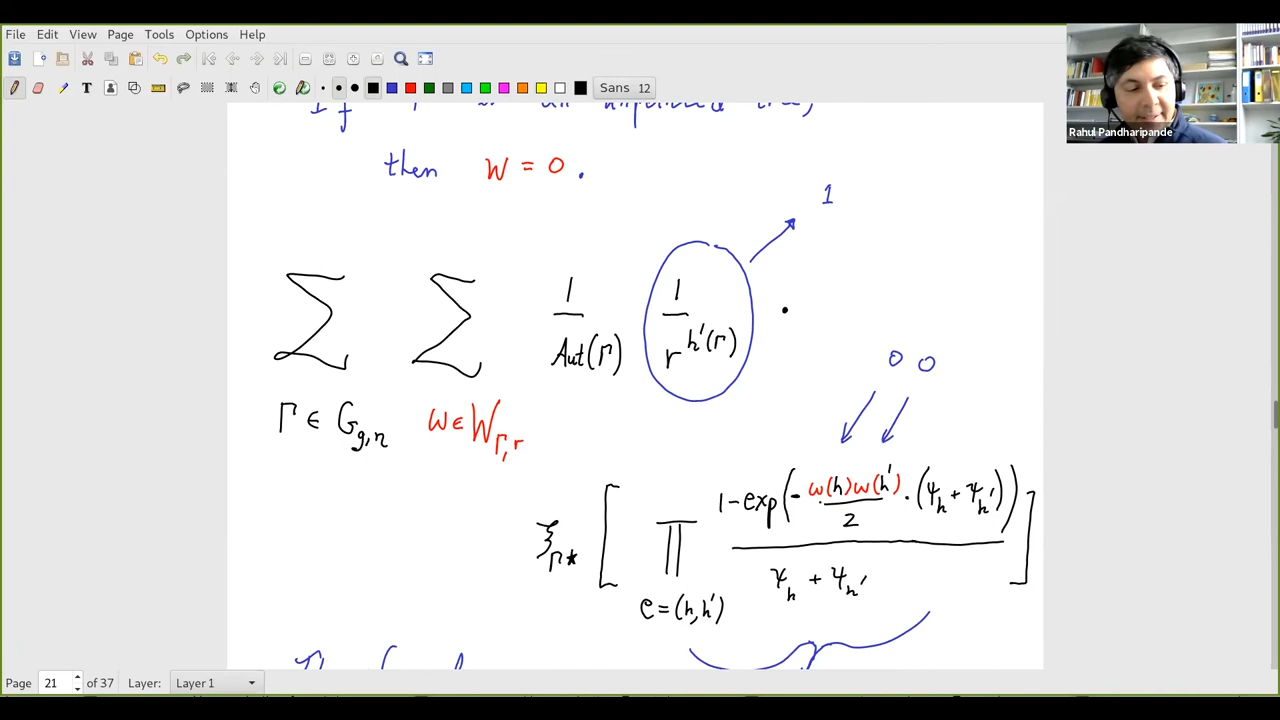 File Edit View Page Tools Options Help
Sans 12
Rahul Pandharipande
If
then w = 0 .
1
∑ ∑ 1/Aut(Γ) 1/r^{h'(Γ)} ·
Γ ∈ G_{g,n} w ∈ W_{Γ,r}
0 0
ξ_{Γ*} [ ∏ (1 - exp(- w(h)w(h')/2 · (ψ_h + ψ_{h'}))) / (ψ_h + ψ_{h'}) ]
e = (h, h')
Page 21 of 37 Layer: Layer 1